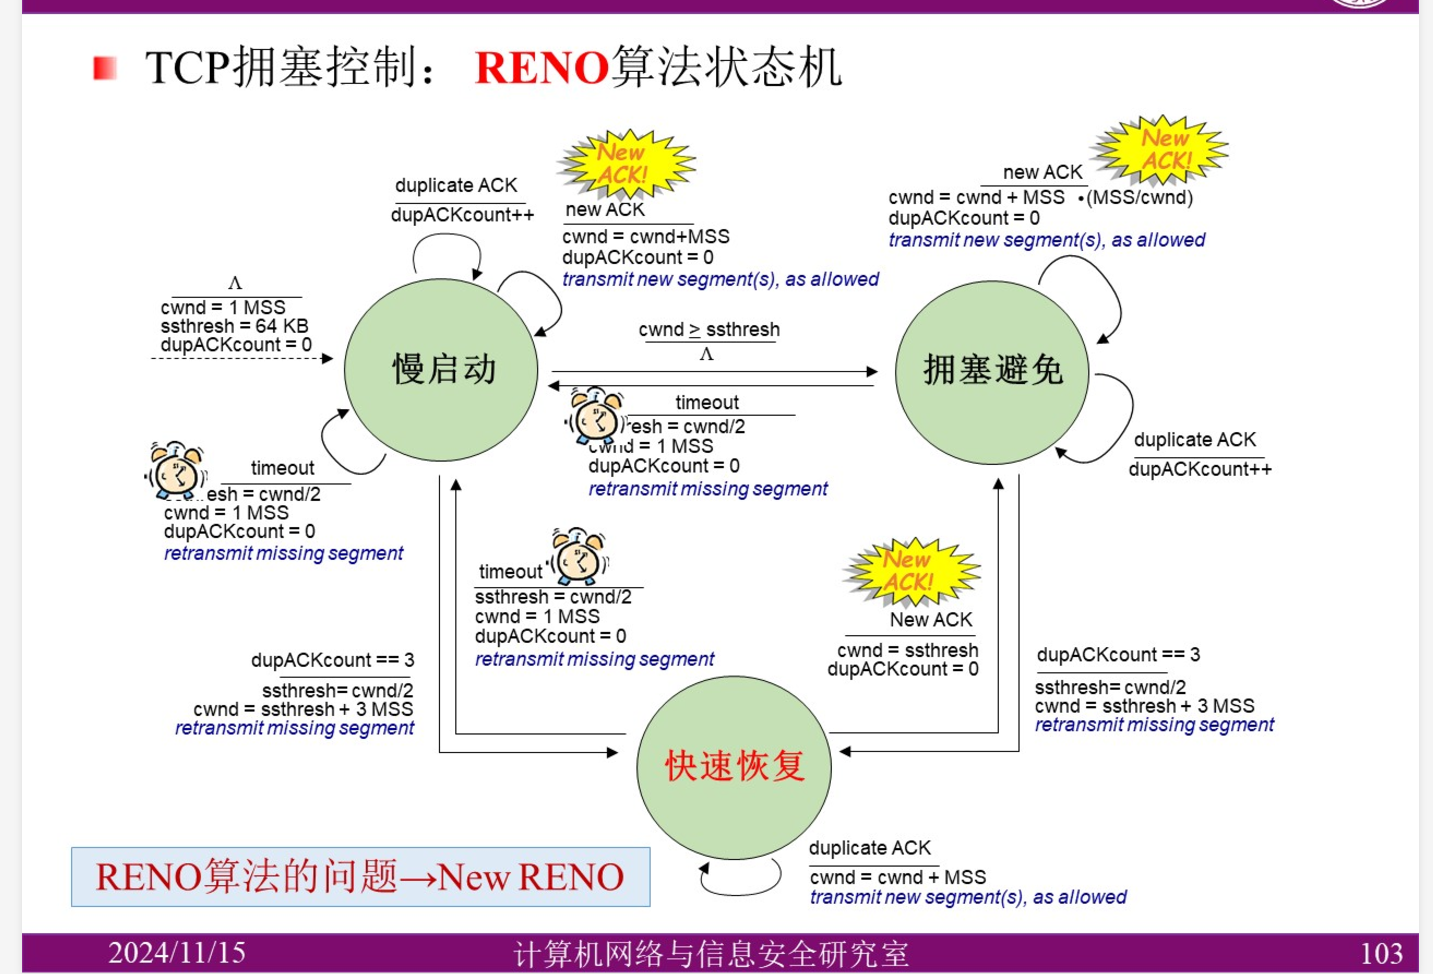 TCP拥塞控制： RENO算法状态机
duplicate ACK
dupACKcount++
New
ACK!
new ACK
cwnd = cwnd+MSS
dupACKcount = 0
transmit new segment(s), as allowed
New
ACK!
new ACK
cwnd = cwnd + MSS •(MSS/cwnd)
dupACKcount = 0
transmit new segment(s), as allowed
Λ
cwnd = 1 MSS
ssthresh = 64 KB
dupACKcount = 0
慢启动
cwnd ≥ ssthresh
Λ
拥塞避免
timeout
resh = cwnd/2
cwnd = 1 MSS
dupACKcount = 0
retransmit missing segment
duplicate ACK
dupACKcount++
timeout
esh = cwnd/2
cwnd = 1 MSS
dupACKcount = 0
retransmit missing segment
timeout
ssthresh = cwnd/2
cwnd = 1 MSS
dupACKcount = 0
retransmit missing segment
New
ACK!
New ACK
cwnd = ssthresh
dupACKcount = 0
dupACKcount == 3
ssthresh= cwnd/2
cwnd = ssthresh + 3 MSS
retransmit missing segment
dupACKcount == 3
ssthresh= cwnd/2
cwnd = ssthresh + 3 MSS
retransmit missing segment
快速恢复
duplicate ACK
cwnd = cwnd + MSS
transmit new segment(s), as allowed
RENO算法的问题→New RENO
2024/11/15
计算机网络与信息安全研究室
103